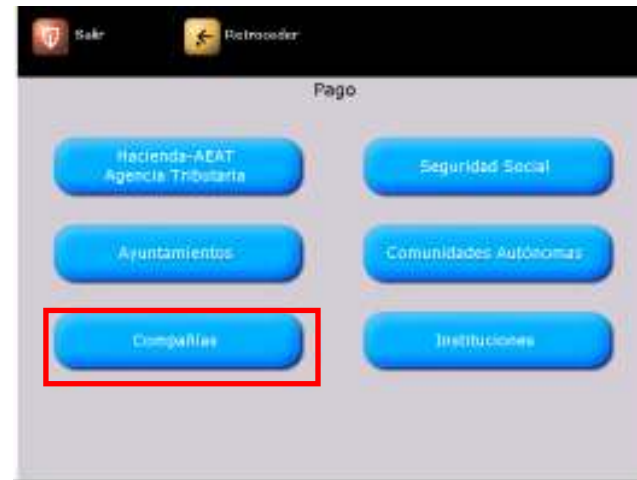 Salir
Retroceder
Pago
Hacienda-AEAT
Agencia Tributaria
Seguridad Social
Ayuntamientos
Comunidades Autónomas
Compañías
Instituciones